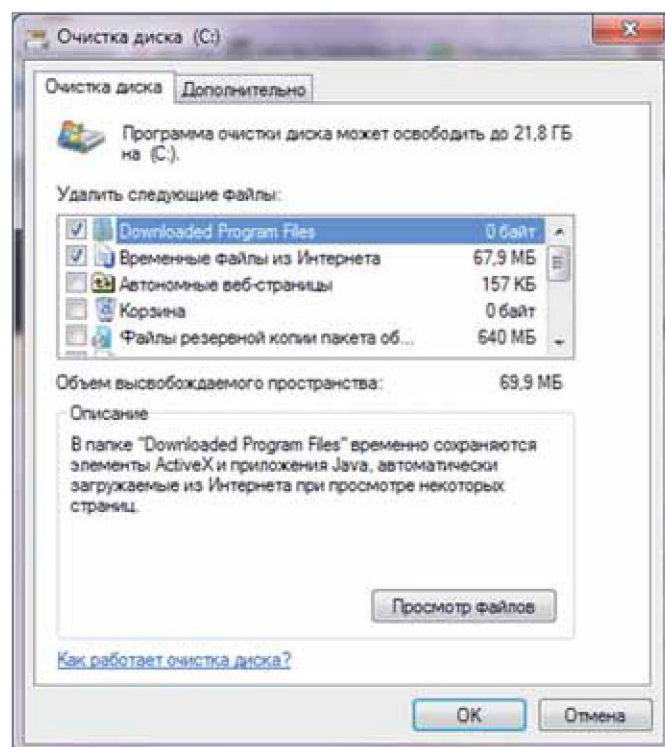 Очистка диска (C:)
Очистка диска Дополнительно
Программа очистки диска может освободить до 21,8 ГБ
на (C:).
Удалить следующие файлы:
Downloaded Program Files 0 байт
Временные файлы из Интернета 67,9 МБ
Автономные веб-страницы 157 КБ
Корзина 0 байт
Файлы резервной копии пакета об... 640 МБ
Объем высвобождаемого пространства: 69,9 МБ
Описание
В папке "Downloaded Program Files" временно сохраняются
элементы ActiveX и приложения Java, автоматически
загружаемые из Интернета при просмотре некоторых
страниц.
Просмотр файлов
Как работает очистка диска?
OK Отмена